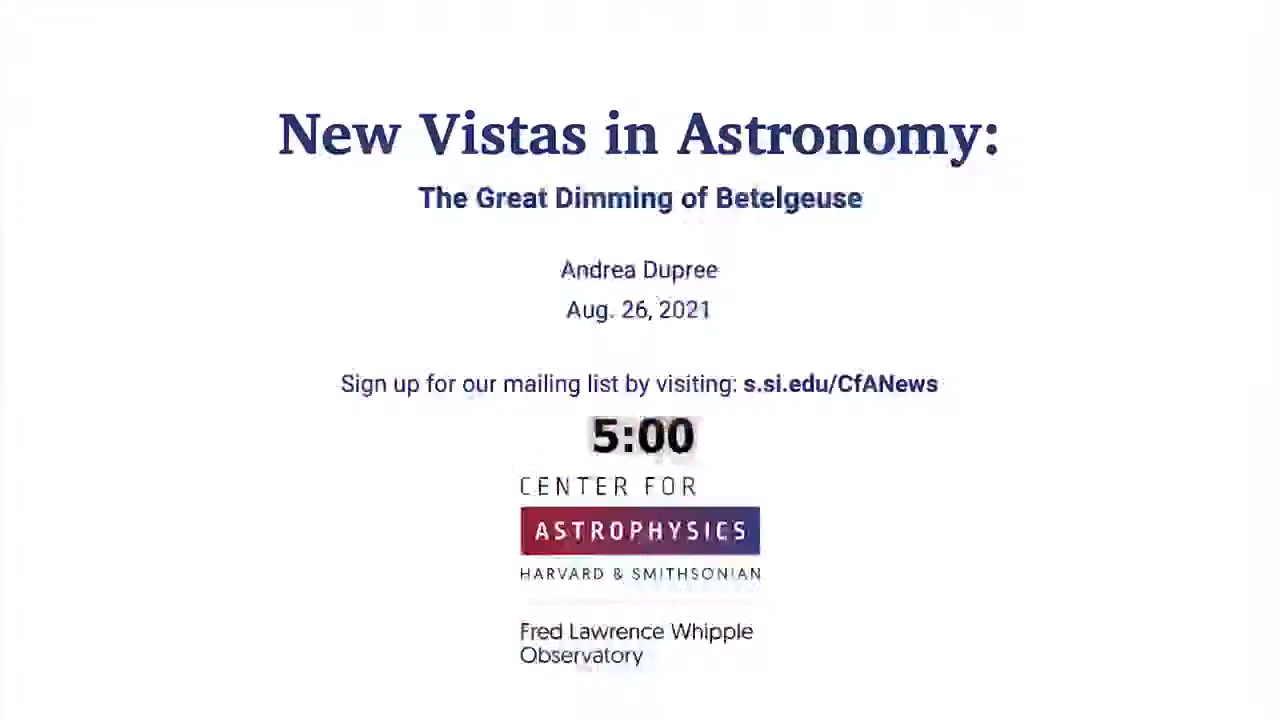 New Vistas in Astronomy:
The Great Dimming of Betelgeuse
Andrea Dupree
Aug. 26, 2021
Sign up for our mailing list by visiting: s.si.edu/CfANews
5:00
CENTER FOR
ASTROPHYSICS
HARVARD & SMITHSONIAN
Fred Lawrence Whipple
Observatory